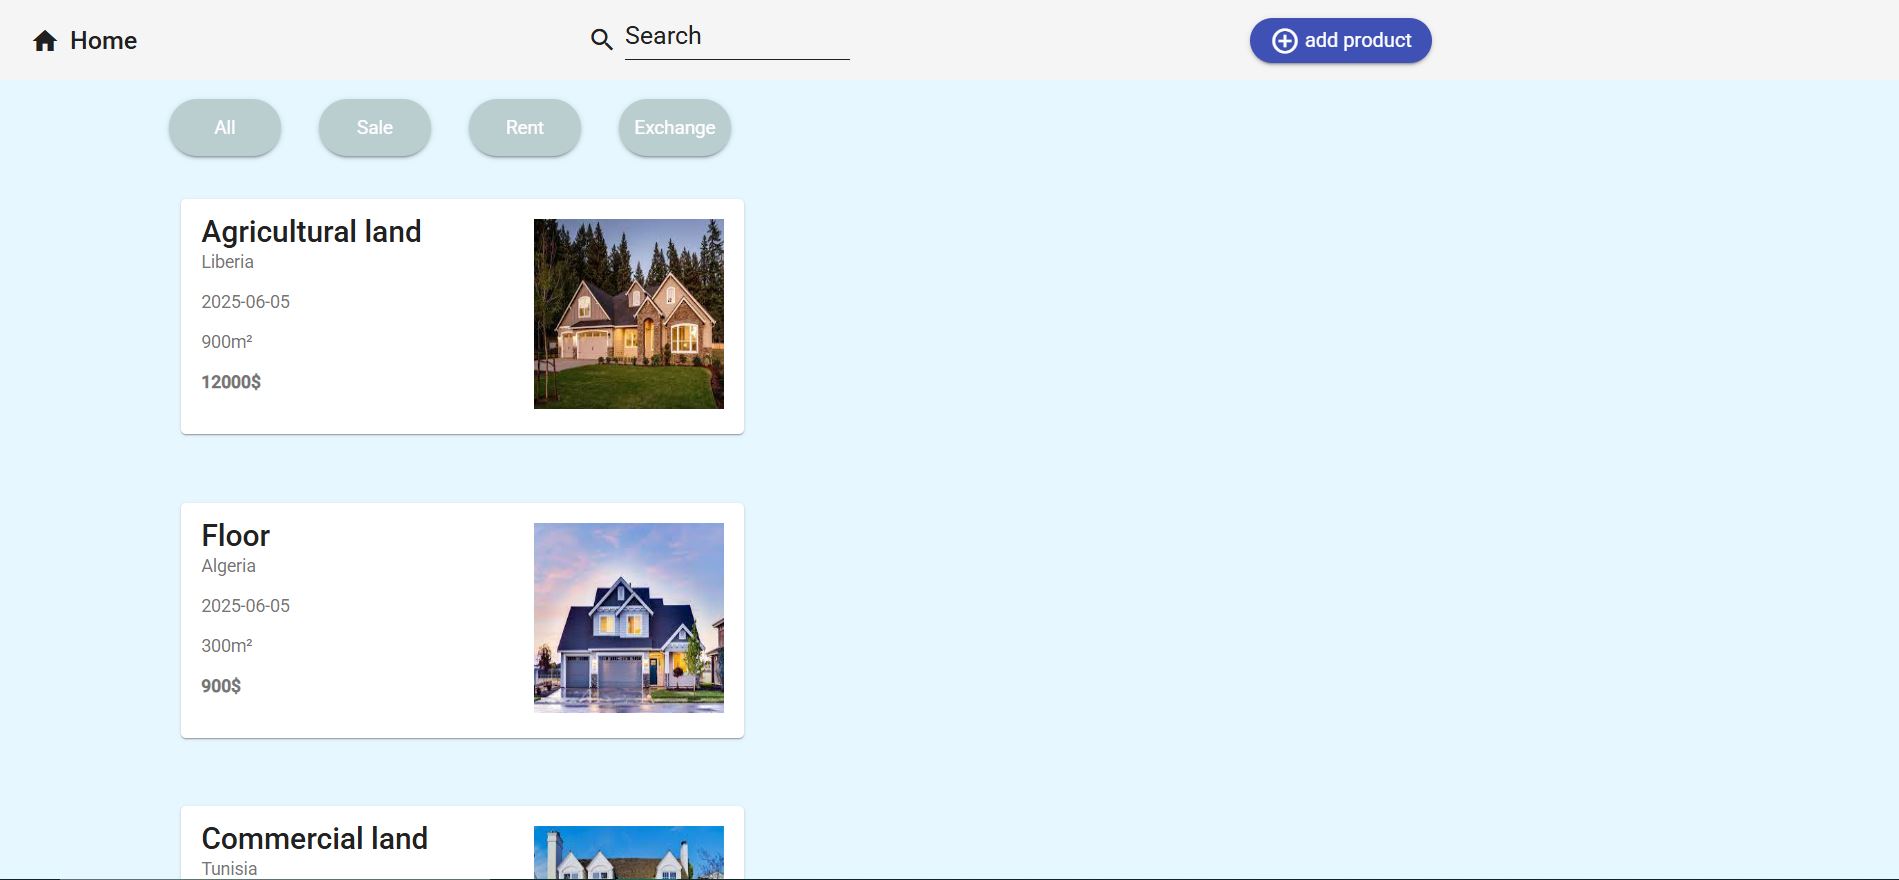 Home
Search
add product
All
Sale
Rent
Exchange
Agricultural land
Liberia
2025-06-05
900m²
12000$
Floor
Algeria
2025-06-05
300m²
900$
Commercial land
Tunisia